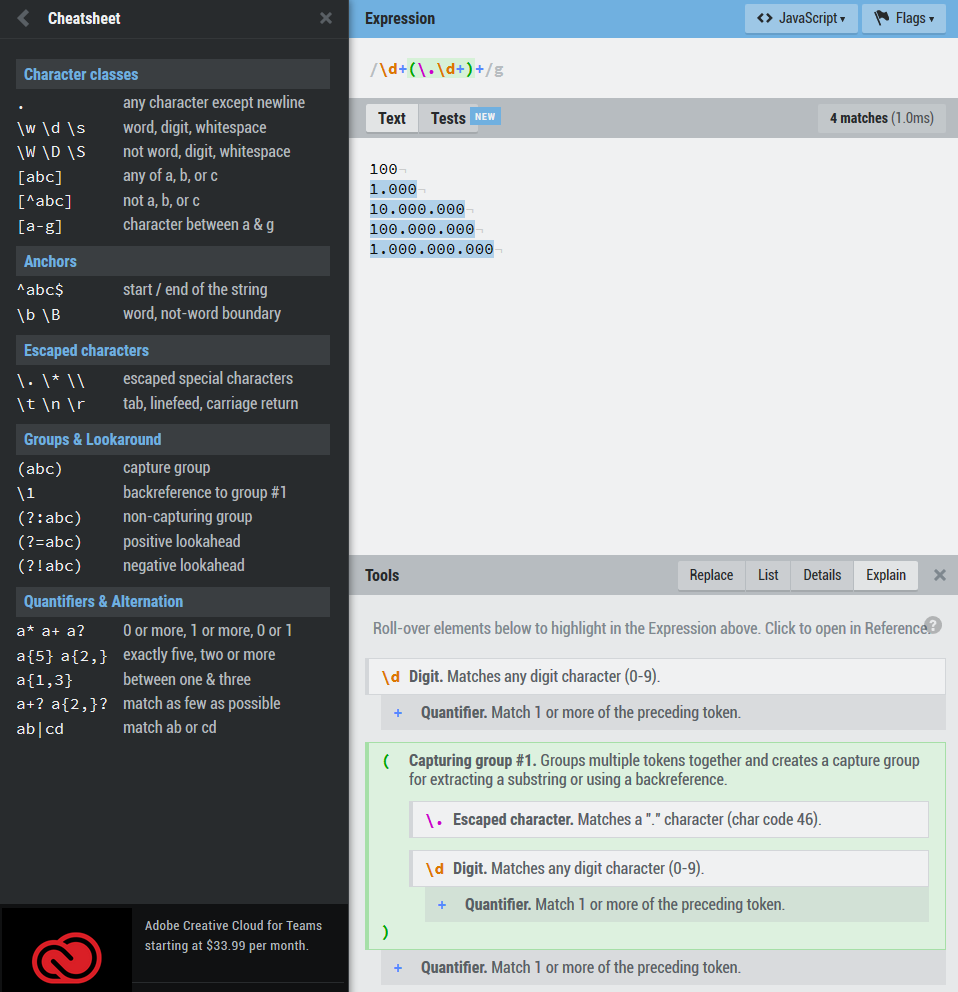 Cheatsheet
Character classes
. any character except newline
\w \d \s word, digit, whitespace
\W \D \S not word, digit, whitespace
[abc] any of a, b, or c
[^abc] not a, b, or c
[a-g] character between a & g
Anchors
^abc$ start / end of the string
\b \B word, not-word boundary
Escaped characters
\. \* \\ escaped special characters
\t \n \r tab, linefeed, carriage return
Groups & Lookaround
(abc) capture group
\1 backreference to group #1
(?:abc) non-capturing group
(?=abc) positive lookahead
(?!abc) negative lookahead
Quantifiers & Alternation
a* a+ a? 0 or more, 1 or more, 0 or 1
a{5} a{2,} exactly five, two or more
a{1,3} between one & three
a+? a{2,}? match as few as possible
ab|cd match ab or cd
Adobe Creative Cloud for Teams
starting at $33.99 per month.
Expression
<> JavaScript ▾ Flags ▾
/\d+(\.\d+)+/g
Text Tests NEW 4 matches (1.0ms)
100¬
1.000¬
10.000.000¬
100.000.000¬
1.000.000.000¬
Tools Replace List Details Explain
Roll-over elements below to highlight in the Expression above. Click to open in Reference. ?
\d Digit. Matches any digit character (0-9).
+ Quantifier. Match 1 or more of the preceding token.
( Capturing group #1. Groups multiple tokens together and creates a capture group
for extracting a substring or using a backreference.
\. Escaped character. Matches a "." character (char code 46).
\d Digit. Matches any digit character (0-9).
+ Quantifier. Match 1 or more of the preceding token.
)
+ Quantifier. Match 1 or more of the preceding token.